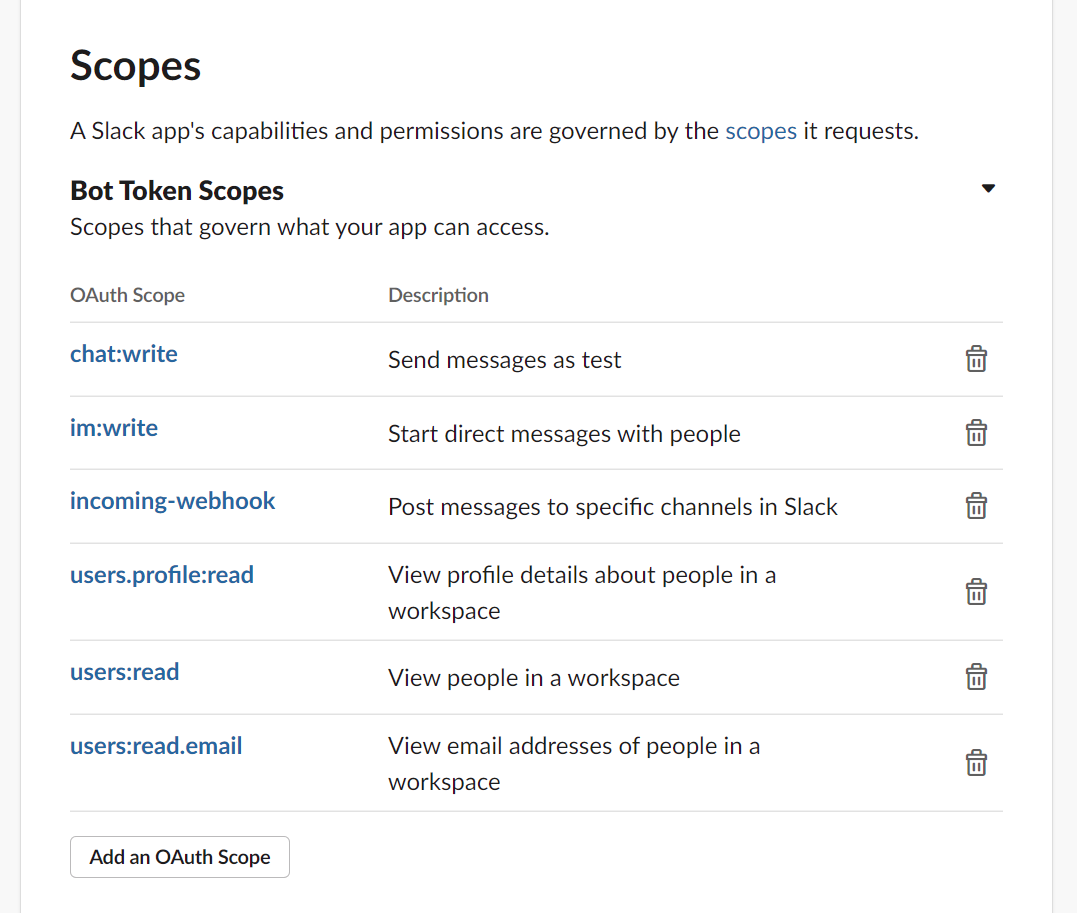 Scopes
A Slack app's capabilities and permissions are governed by the scopes it requests.
Bot Token Scopes
Scopes that govern what your app can access.
OAuth Scope Description
chat:write Send messages as test
im:write Start direct messages with people
incoming-webhook Post messages to specific channels in Slack
users.profile:read View profile details about people in a
workspace
users:read View people in a workspace
users:read.email View email addresses of people in a
workspace
Add an OAuth Scope